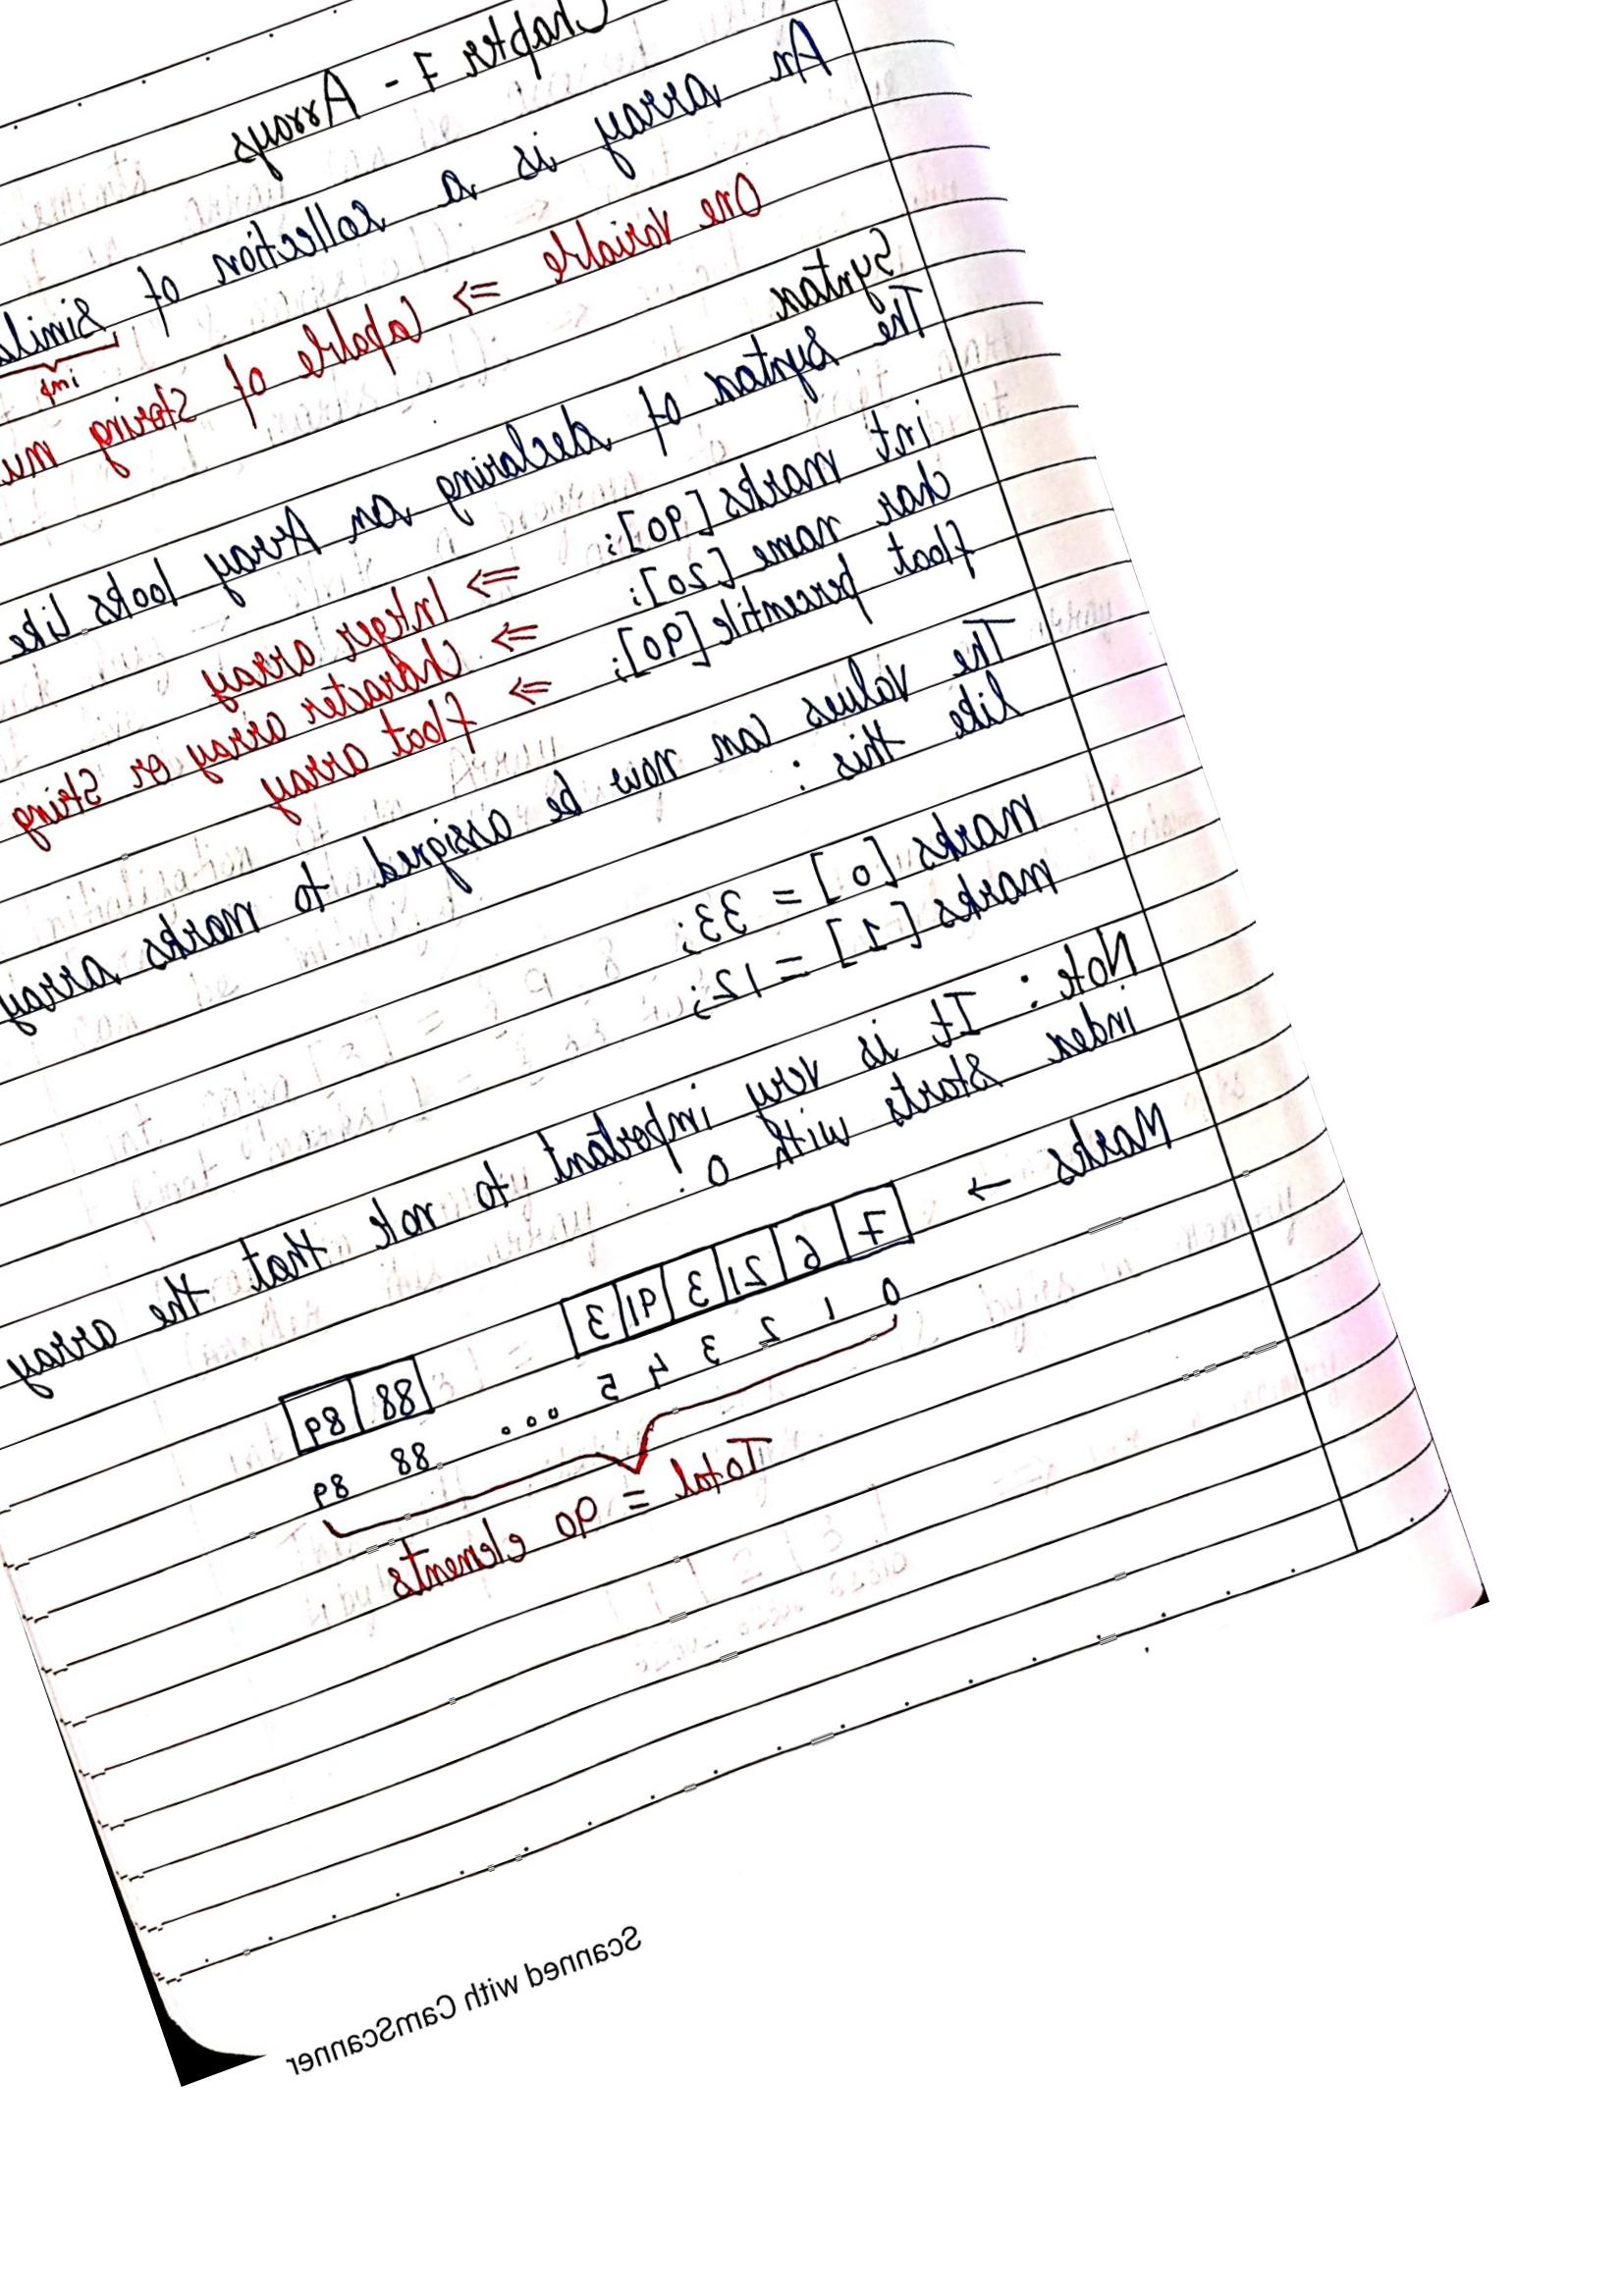 Chapter 7 - Arrays
An array is a collection of
imp
One variable => Capable of storing
Syntax
The syntax of declaring an Array looks like
int marks [90]; => Integer array
char name [20]; => Character array or string
float percentile [90]; => float array
The values can now be assigned to marks array
like this :
marks [0] = 33;
marks [1] = 12;
Note : It is very important to note that the array
index starts with 0!
Marks → 7 6 21 3 91 3 88 89
0 1 2 3 4 5 ... 88 89
Total = 90 elements
Scanned with CamScanner